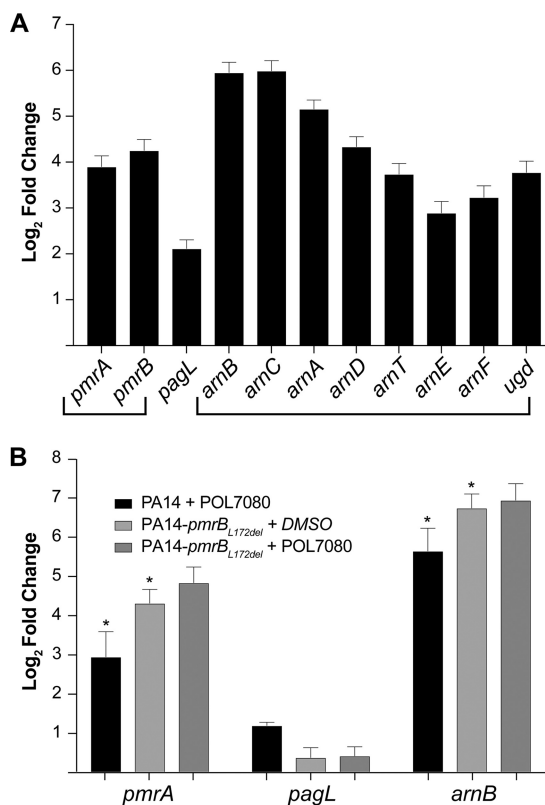 A
Log2 Fold Change
7
6
5
4
3
2
1
pmrA
pmrB
pagL
arnB
arnC
arnA
arnD
arnT
arnE
arnF
ugd
B
Log2 Fold Change
8
7
6
5
4
3
2
1
PA14 + POL7080
PA14-pmrBL172del + DMSO
PA14-pmrBL172del + POL7080
* * * *
pmrA pagL arnB